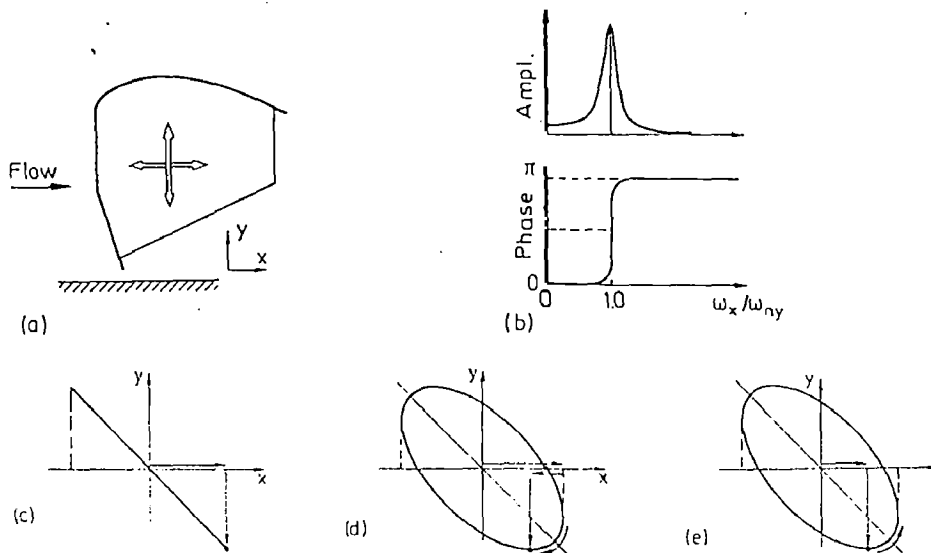 Flow
y
x
(a)
Ampl.
π
Phase
0
0
1.0
ω_x/ω_ny
(b)
y
x
(c)
y
x
(d)
y
(e)